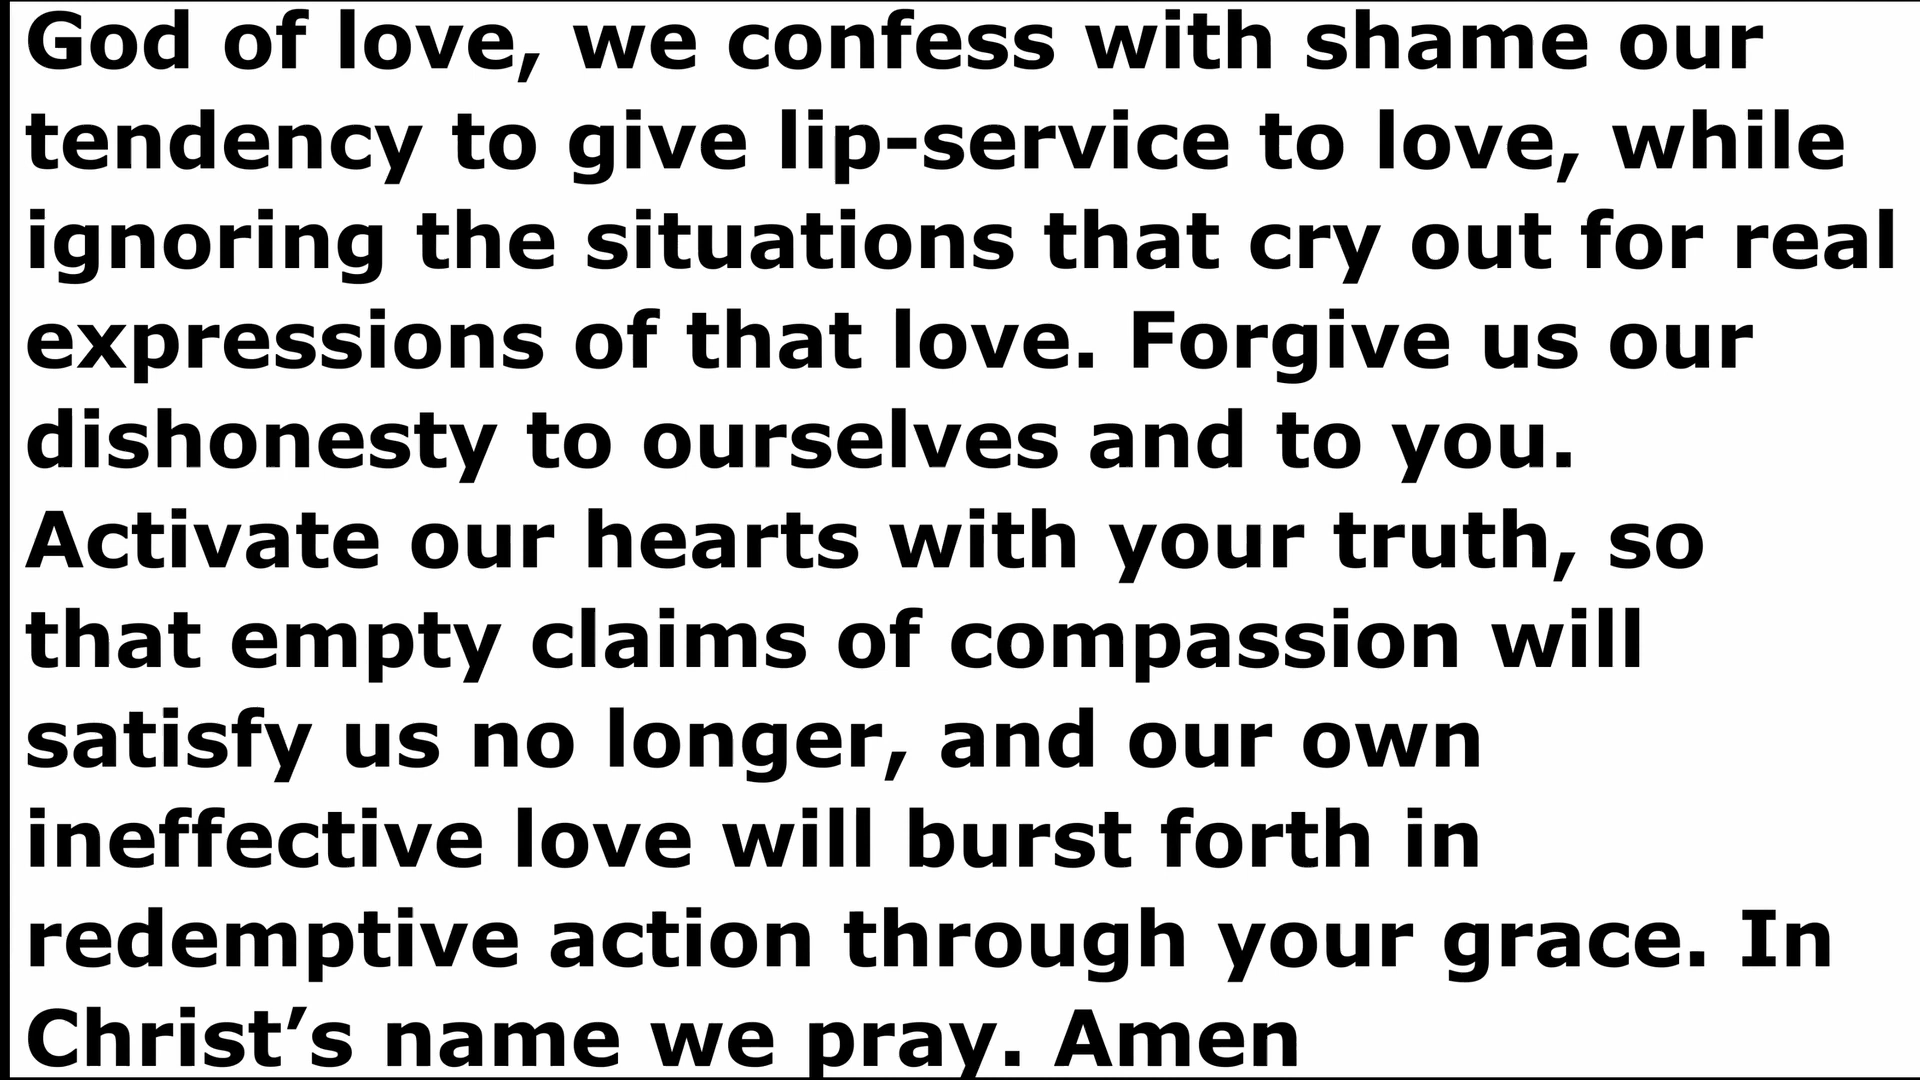 God of love, we confess with shame our
tendency to give lip-service to love, while
ignoring the situations that cry out for real
expressions of that love. Forgive us our
dishonesty to ourselves and to you.
Activate our hearts with your truth, so
that empty claims of compassion will
satisfy us no longer, and our own
ineffective love will burst forth in
redemptive action through your grace. In
Christ’s name we pray. Amen